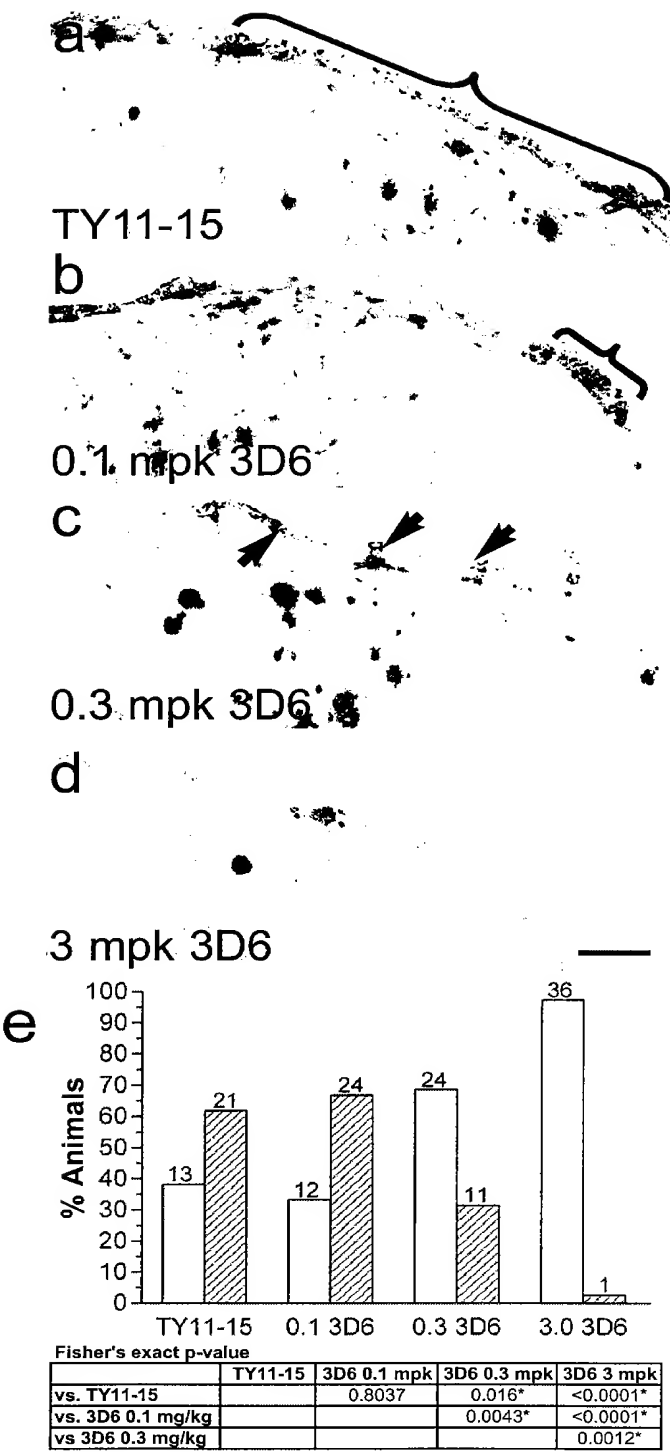 a
TY11-15
b
0.1 mpk 3D6
c
0.3 mpk 3D6
d
3 mpk 3D6
e
% Animals
100
90
80
70
60
50
40
30
20
10
0
13 21 12 24 24 11 36 1
TY11-15 0.1 3D6 0.3 3D6 3.0 3D6
Fisher's exact p-value
TY11-15 3D6 0.1 mpk 3D6 0.3 mpk 3D6 3 mpk
vs. TY11-15 0.8037 0.016* <0.0001*
vs. 3D6 0.1 mg/kg 0.0043* <0.0001*
vs 3D6 0.3 mg/kg 0.0012*